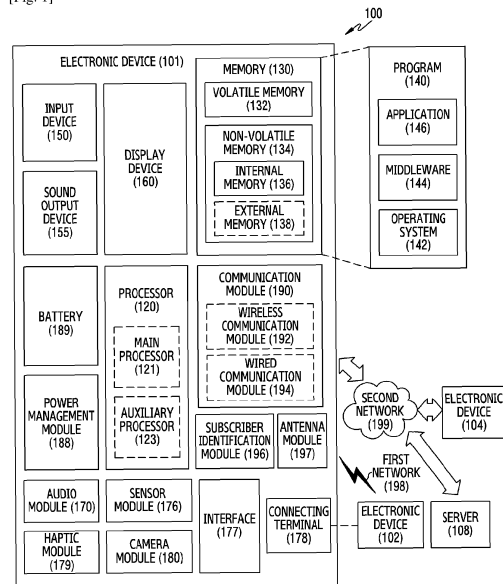 [Fig. 1]
100
ELECTRONIC DEVICE (101)
INPUT
DEVICE
(150)
SOUND
OUTPUT
DEVICE
(155)
DISPLAY
DEVICE
(160)
MEMORY (130)
VOLATILE MEMORY
(132)
NON-VOLATILE
MEMORY (134)
INTERNAL
MEMORY (136)
EXTERNAL
MEMORY (138)
PROGRAM
(140)
APPLICATION
(146)
MIDDLEWARE
(144)
OPERATING
SYSTEM
(142)
BATTERY
(189)
POWER
MANAGEMENT
MODULE (188)
PROCESSOR
(120)
MAIN
PROCESSOR
(121)
AUXILIARY
PROCESSOR
(123)
COMMUNICATION
MODULE (190)
WIRELESS
COMMUNICATION
MODULE (192)
WIRED
COMMUNICATION
MODULE (194)
SUBSCRIBER
IDENTIFICATION
MODULE (196)
ANTENNA
MODULE
(197)
AUDIO
MODULE (170)
SENSOR
MODULE (176)
HAPTIC MODULE
(179)
CAMERA
MODULE (180)
INTERFACE
(177)
CONNECTING
TERMINAL
(178)
SECOND
NETWORK
(199)
ELECTRONIC
DEVICE
(104)
FIRST
NETWORK
(198)
ELECTRONIC
DEVICE
(102)
SERVER
(108)